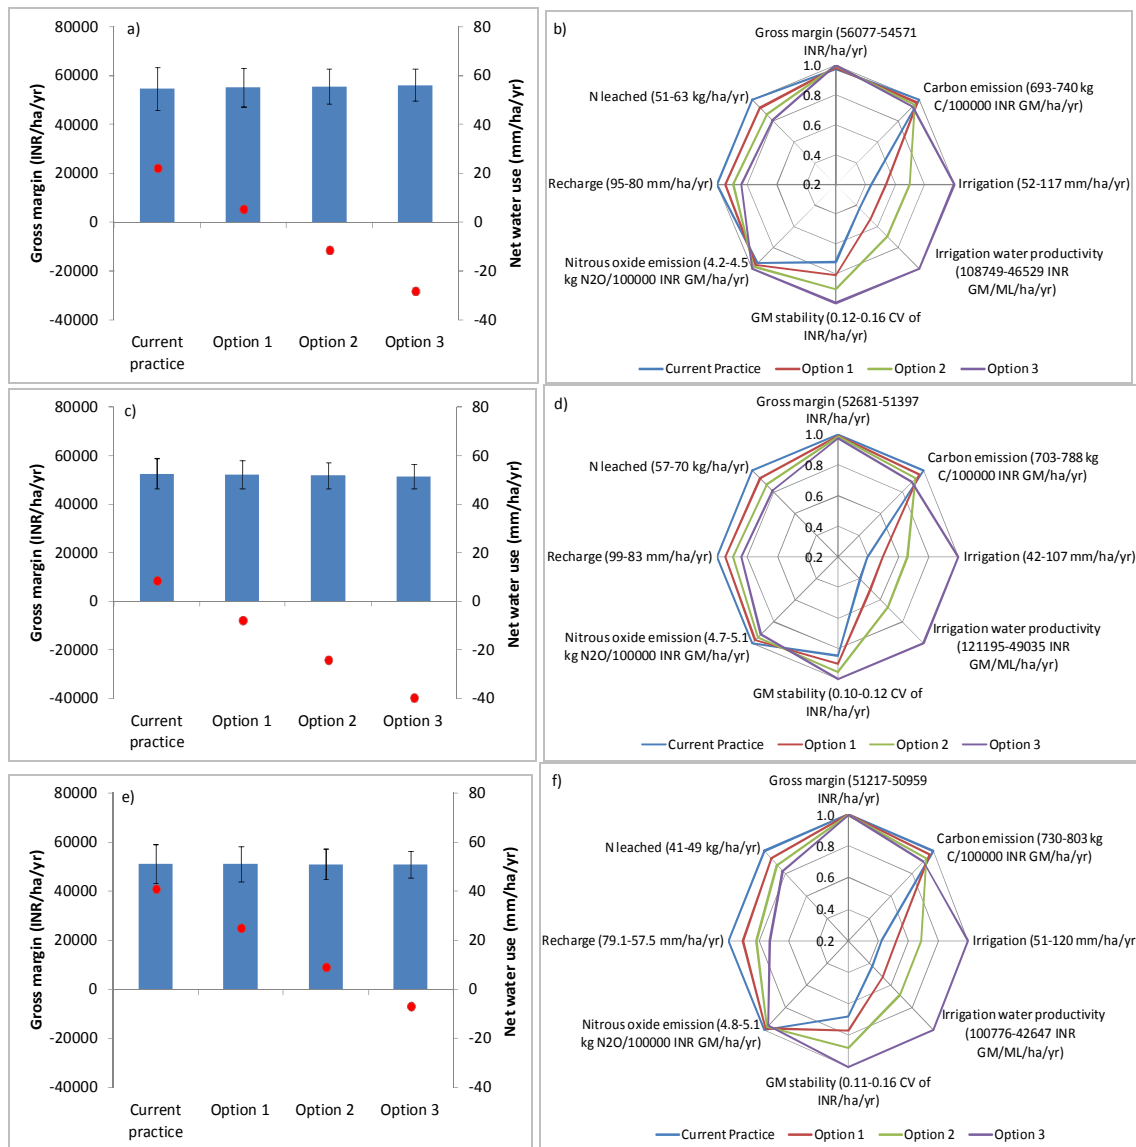 a)
80000
60000
40000
20000
0
-20000
-40000
Gross margin (INR/ha/yr)
80
60
40
20
0
-20
-40
Net water use (mm/ha/yr)
Current practice
Option 1
Option 2
Option 3
b)
Gross margin (56077-54571
INR/ha/yr)
Carbon emission (693-740 kg
C/100000 INR GM/ha/yr)
Irrigation (52-117 mm/ha/yr)
Irrigation water productivity
(108749-46529 INR
GM/ML/ha/yr)
GM stability (0.12-0.16 CV of
INR/ha/yr)
Nitrous oxide emission (4.2-4.5
kg N2O/100000 INR GM/ha/yr)
Recharge (95-80 mm/ha/yr)
N leached (51-63 kg/ha/yr)
1.0
0.8
0.6
0.4
0.2
Current Practice
Option 1
Option 2
Option 3
c)
80000
60000
40000
20000
0
-20000
-40000
Gross margin (INR/ha/yr)
80
60
40
20
0
-20
-40
Net water use (mm/ha/yr)
Current practice
Option 1
Option 2
Option 3
d)
Gross margin (52681-51397
INR/ha/yr)
Carbon emission (703-788 kg
C/100000 INR GM/ha/yr)
Irrigation (42-107 mm/ha/yr)
Irrigation water productivity
(121195-49035 INR
GM/ML/ha/yr)
GM stability (0.10-0.12 CV of
INR/ha/yr)
Nitrous oxide emission (4.7-5.1
kg N2O/100000 INR GM/ha/yr)
Recharge (99-83 mm/ha/yr)
N leached (57-70 kg/ha/yr)
1.0
0.8
0.6
0.4
0.2
Current Practice
Option 1
Option 2
Option 3
e)
80000
60000
40000
20000
0
-20000
-40000
Gross margin (INR/ha/yr)
80
60
40
20
0
-20
-40
Net water use (mm/ha/yr)
Current practice
Option 1
Option 2
Option 3
f)
Gross margin (51217-50959
INR/ha/yr)
Carbon emission (730-803 kg
C/100000 INR GM/ha/yr)
Irrigation (51-120 mm/ha/yr)
Irrigation water productivity
(100776-42647 INR
GM/ML/ha/yr)
GM stability (0.11-0.16 CV of
INR/ha/yr)
Nitrous oxide emission (4.8-5.1
kg N2O/100000 INR GM/ha/yr)
Recharge (79.1-57.5 mm/ha/yr)
N leached (41-49 kg/ha/yr)
1.0
0.8
0.6
0.4
0.2
Current Practice
Option 1
Option 2
Option 3